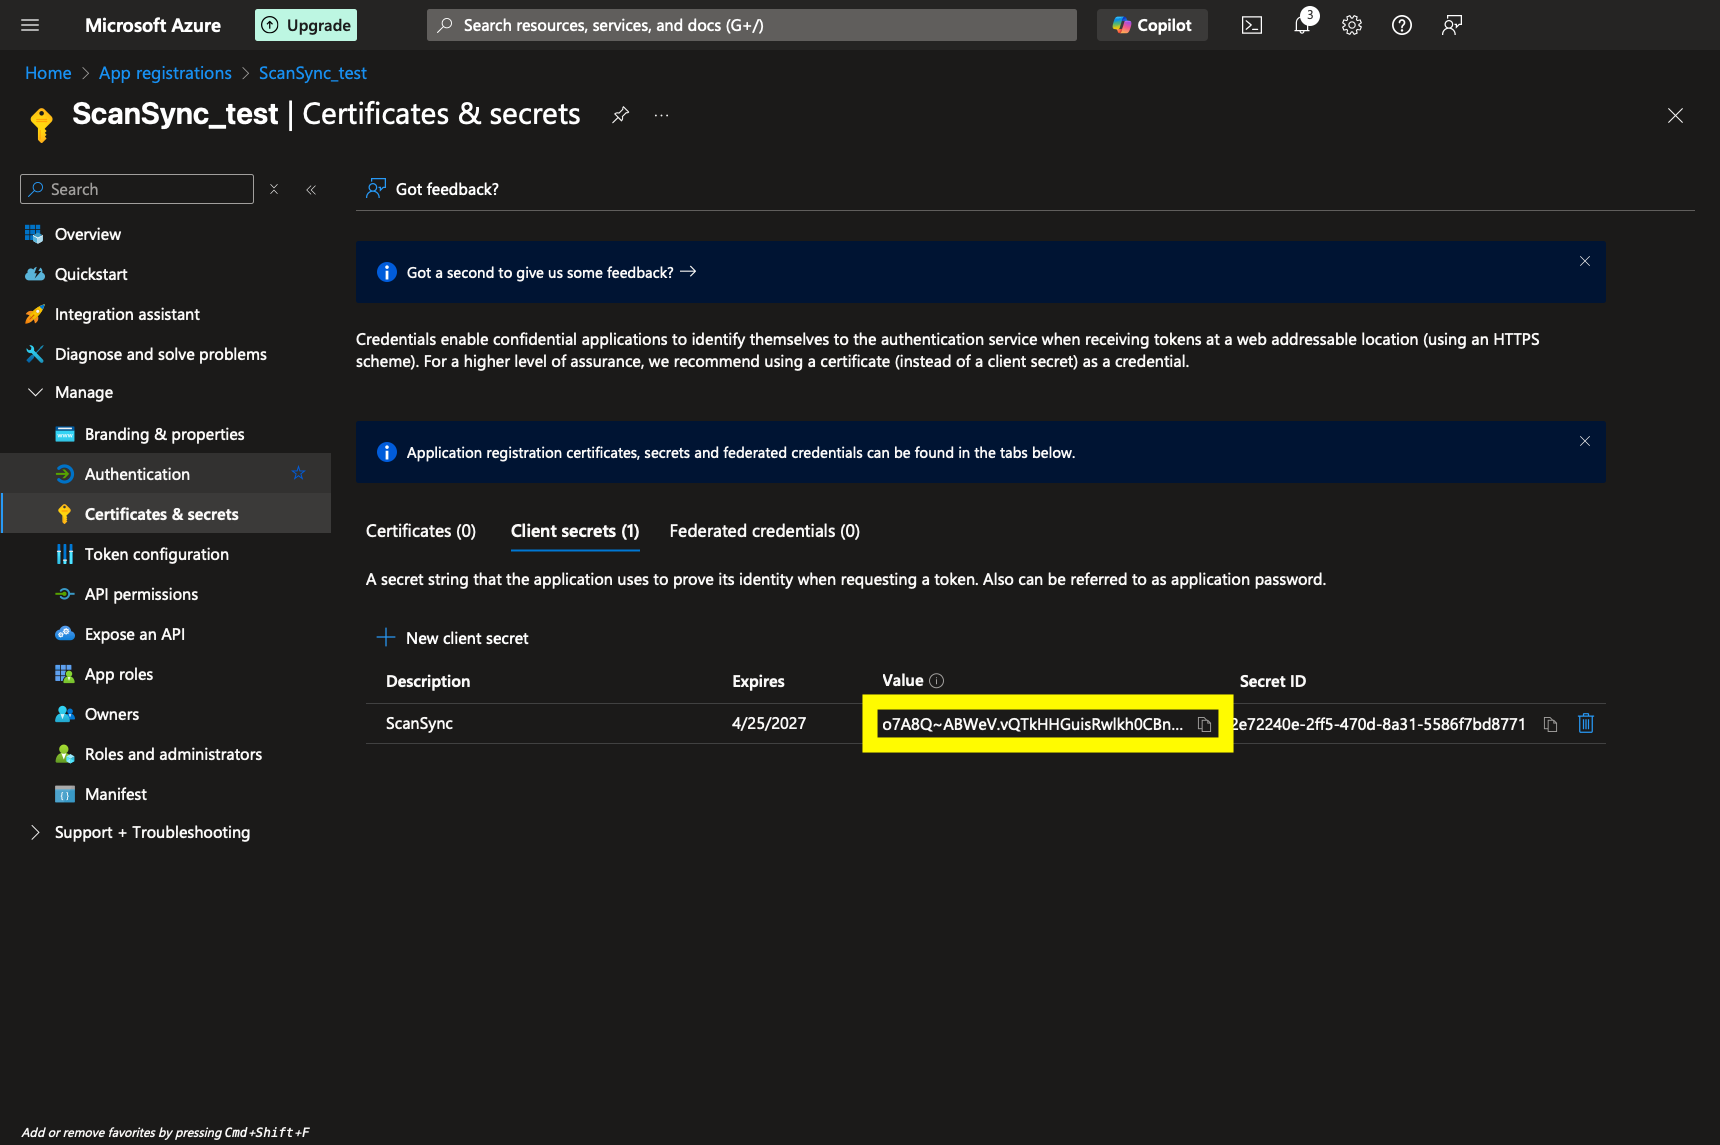 Microsoft Azure
Upgrade
Search resources, services, and docs (G+/)
Copilot
3
Home > App registrations > ScanSync_test
ScanSync_test | Certificates & secrets
Search
Got feedback?
Overview
Quickstart
Integration assistant
Diagnose and solve problems
Manage
Branding & properties
Authentication
Certificates & secrets
Token configuration
API permissions
Expose an API
App roles
Owners
Roles and administrators
Manifest
Support + Troubleshooting
Got a second to give us some feedback?
Credentials enable confidential applications to identify themselves to the authentication service when receiving tokens at a web addressable location (using an HTTPS
scheme). For a higher level of assurance, we recommend using a certificate (instead of a client secret) as a credential.
Application registration certificates, secrets and federated credentials can be found in the tabs below.
Certificates (0) Client secrets (1) Federated credentials (0)
A secret string that the application uses to prove its identity when requesting a token. Also can be referred to as application password.
New client secret
Description Expires Value Secret ID
ScanSync 4/25/2027 o7A8Q~ABWeV.vQTkHHGuisRwlkh0CBn... 2e72240e-2ff5-470d-8a31-5586f7bd8771
Add or remove favorites by pressing Cmd+Shift+F